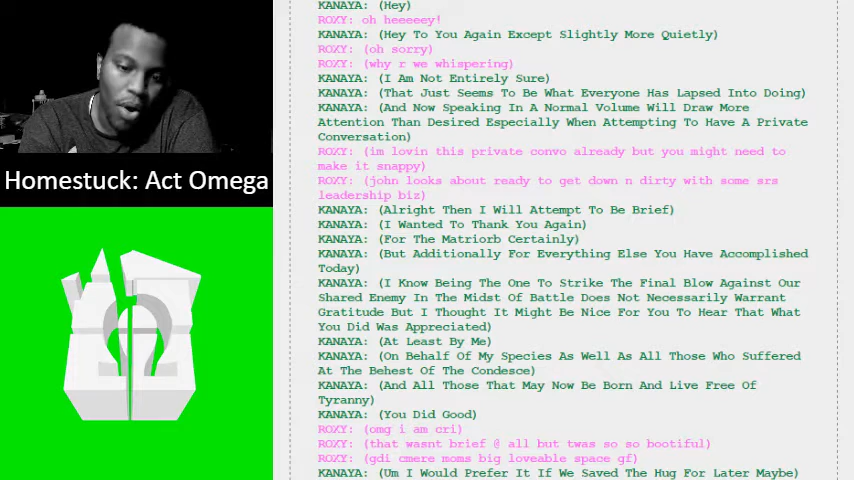 KANAYA: (Hey)
ROXY: oh heeeeey!
KANAYA: (Hey To You Again Except Slightly More Quietly)
ROXY: (oh sorry)
ROXY: (why r we whispering)
KANAYA: (I Am Not Entirely Sure)
KANAYA: (That Just Seems To Be What Everyone Has Lapsed Into Doing)
KANAYA: (And Now Speaking In A Normal Volume Will Draw More
Attention Than Desired Especially When Attempting To Have A Private
Conversation)
ROXY: (im lovin this private convo already but you might need to
make it snappy)
ROXY: (john looks about ready to get down n dirty with some srs
leadership biz)
KANAYA: (Alright Then I Will Attempt To Be Brief)
KANAYA: (I Wanted To Thank You Again)
KANAYA: (For The Matriorb Certainly)
KANAYA: (But Additionally For Everything Else You Have Accomplished
Today)
KANAYA: (I Know Being The One To Strike The Final Blow Against Our
Shared Enemy In The Midst Of Battle Does Not Necessarily Warrant
Gratitude But I Thought It Might Be Nice For You To Hear That What
You Did Was Appreciated)
KANAYA: (At Least By Me)
KANAYA: (On Behalf Of My Species As Well As All Those Who Suffered
At The Behest Of The Condesce)
KANAYA: (And All Those That May Now Be Born And Live Free Of
Tyranny)
KANAYA: (You Did Good)
ROXY: (omg i am cri)
ROXY: (that wasnt brief @ all but twas so so bootiful)
ROXY: (gdi cmere moms big loveable space gf)
KANAYA: (Um I Would Prefer It If We Saved The Hug For Later Maybe)
Homestuck: Act Omega